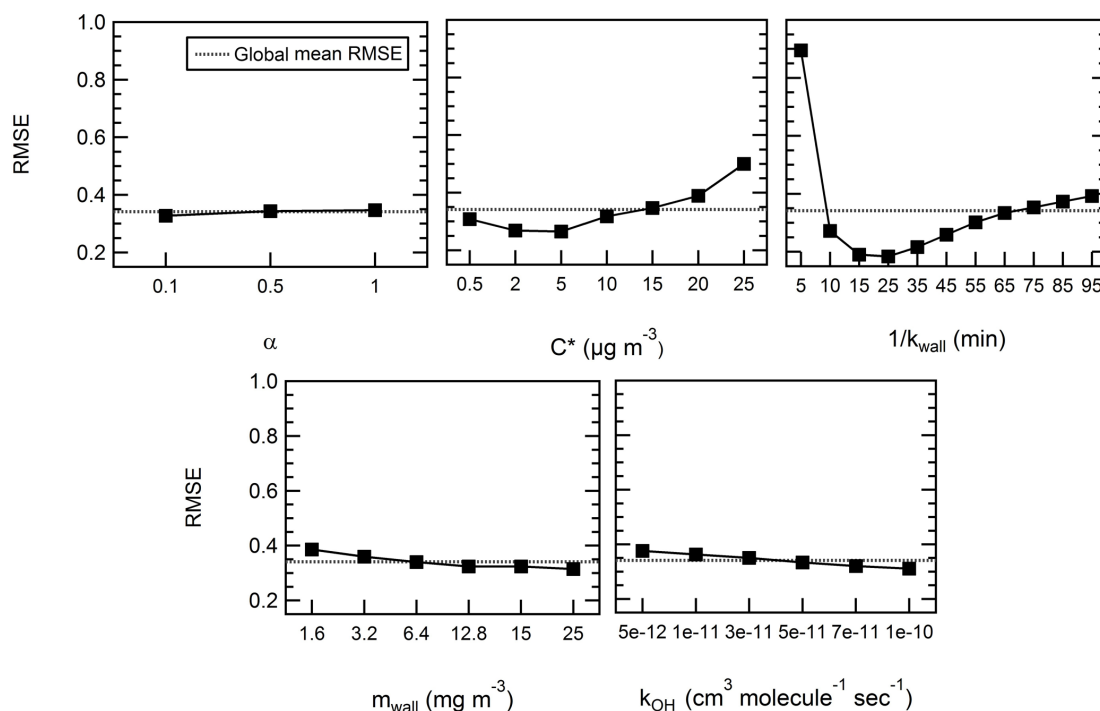 RMSE
1.0
0.8
0.6
0.4
0.2
Global mean RMSE
0.1 0.5 1
α
0.5 2 5 10 15 20 25
C* (µg m-3)
5 10 15 25 35 45 55 65 75 85 95
1/kwall (min)
RMSE
1.0
0.8
0.6
0.4
0.2
1.6 3.2 6.4 12.8 15 25
mwall (mg m-3)
5e-12 1e-11 3e-11 5e-11 7e-11 1e-10
kOH (cm3 molecule-1 sec-1)